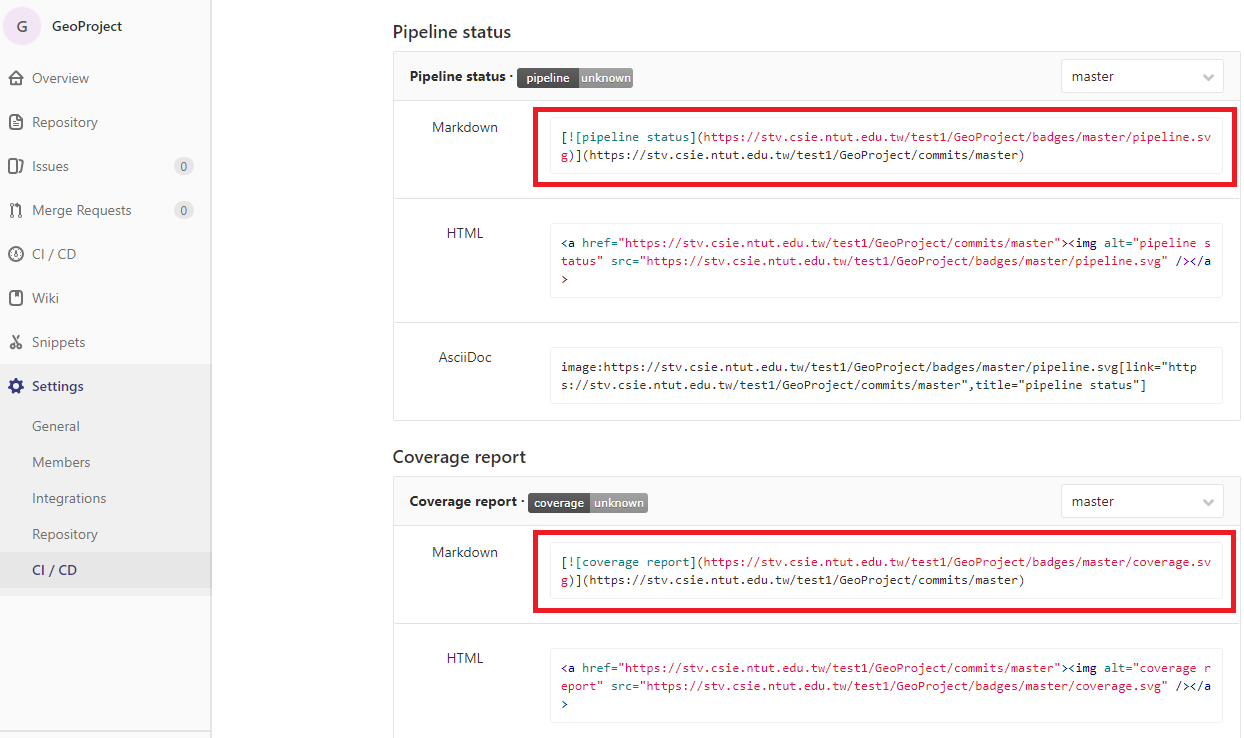 G GeoProject
Overview
Repository
Issues 0
Merge Requests 0
CI / CD
Wiki
Snippets
Settings
General
Members
Integrations
Repository
CI / CD
Pipeline status
Pipeline status · pipeline unknown master
Markdown
[![pipeline status](https://stv.csie.ntut.edu.tw/test1/GeoProject/badges/master/pipeline.sv
g)](https://stv.csie.ntut.edu.tw/test1/GeoProject/commits/master)
HTML
<a href="https://stv.csie.ntut.edu.tw/test1/GeoProject/commits/master"><img alt="pipeline s
tatus" src="https://stv.csie.ntut.edu.tw/test1/GeoProject/badges/master/pipeline.svg" /></a
>
AsciiDoc
image:https://stv.csie.ntut.edu.tw/test1/GeoProject/badges/master/pipeline.svg[link="http
s://stv.csie.ntut.edu.tw/test1/GeoProject/commits/master",title="pipeline status"]
Coverage report
Coverage report · coverage unknown master
Markdown
[![coverage report](https://stv.csie.ntut.edu.tw/test1/GeoProject/badges/master/coverage.sv
g)](https://stv.csie.ntut.edu.tw/test1/GeoProject/commits/master)
HTML
<a href="https://stv.csie.ntut.edu.tw/test1/GeoProject/commits/master"><img alt="coverage r
eport" src="https://stv.csie.ntut.edu.tw/test1/GeoProject/badges/master/coverage.svg" /></a
>